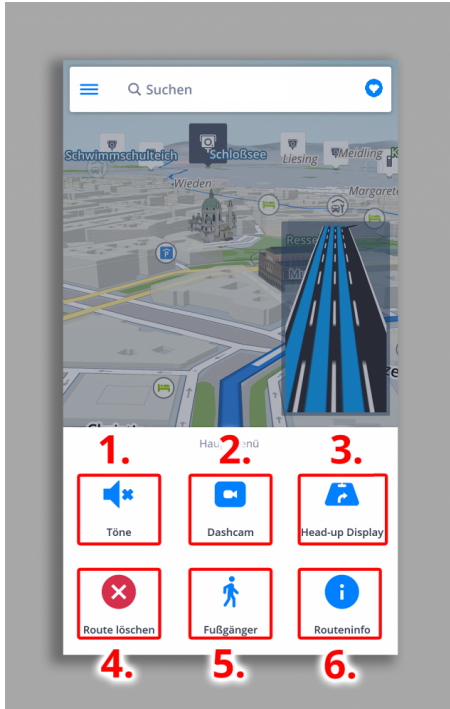 Suchen
Schwimmschulteich
Schloßsee
Liesing
Meidling
Wieden
Margarete
P
Resse
Hauptmenü
1.
2.
3.
Töne
Dashcam
Head-up Display
Route löschen
Fußgänger
Routeninfo
4.
5.
6.